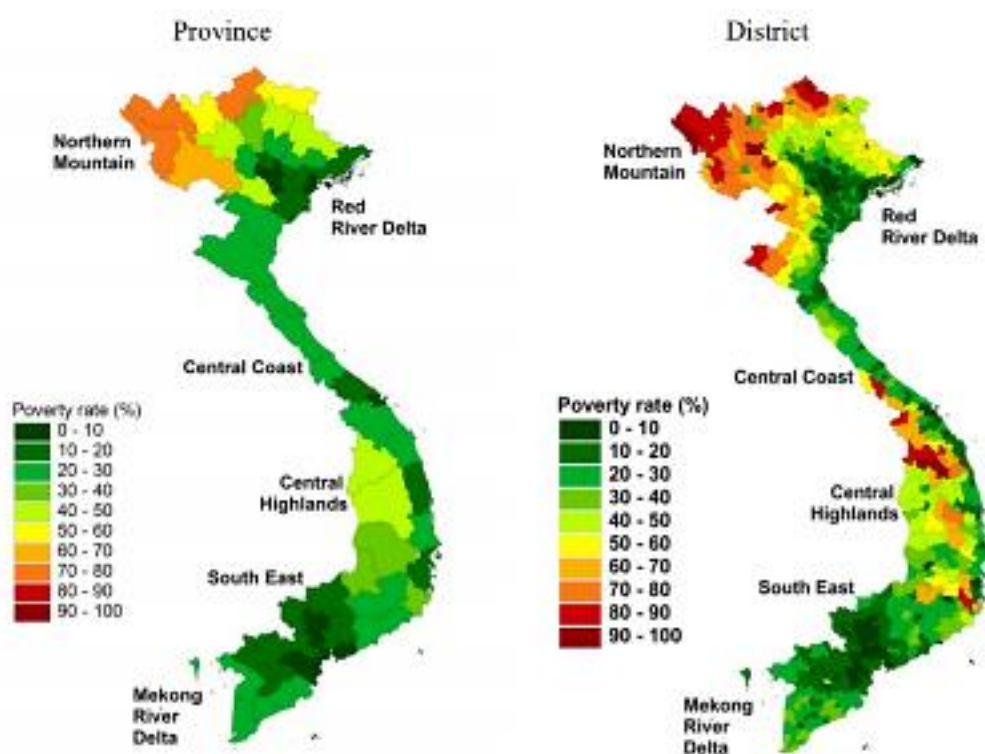 Province
Northern
Mountain
Red
River Delta
Central Coast
Poverty rate (%)
0 - 10
10 - 20
20 - 30
30 - 40
40 - 50
50 - 60
60 - 70
70 - 80
80 - 90
90 - 100
Central
Highlands
South East
Mekong
River
Delta
District
Northern
Mountain
Red
River Delta
Central Coast
Poverty rate (%)
0 - 10
10 - 20
20 - 30
30 - 40
40 - 50
50 - 60
60 - 70
70 - 80
80 - 90
90 - 100
Central
Highlands
South East
Mekong
River
Delta